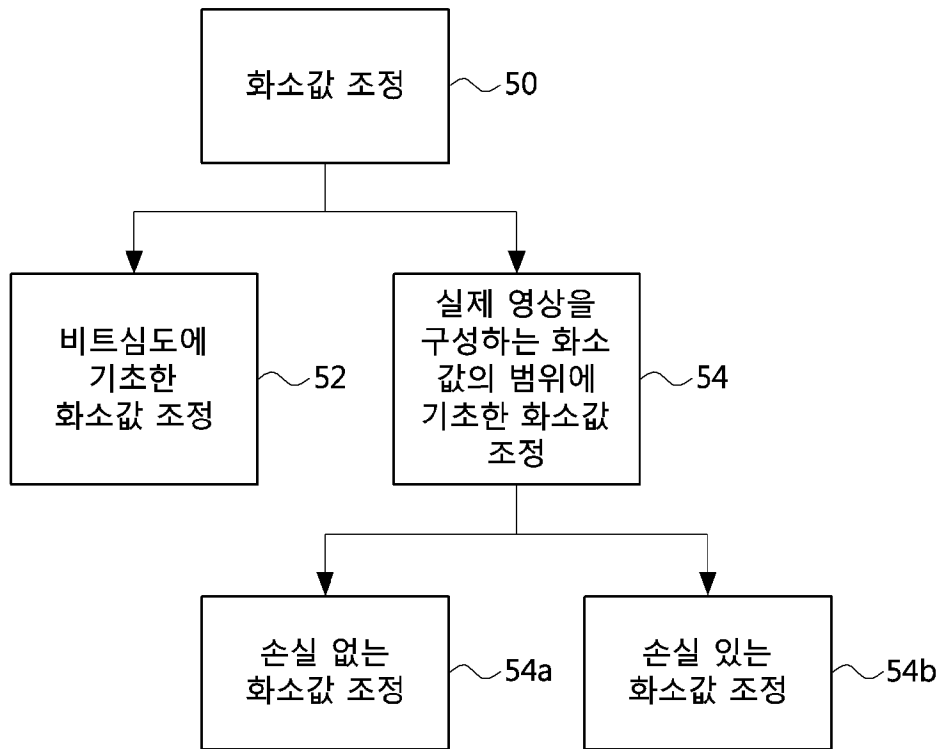 화소값 조정
50
비트심도에
기초한
화소값 조정
52
실제 영상을
구성하는 화소
값의 범위에
기초한 화소값
조정
54
손실 없는
화소값 조정
54a
손실 있는
화소값 조정
54b